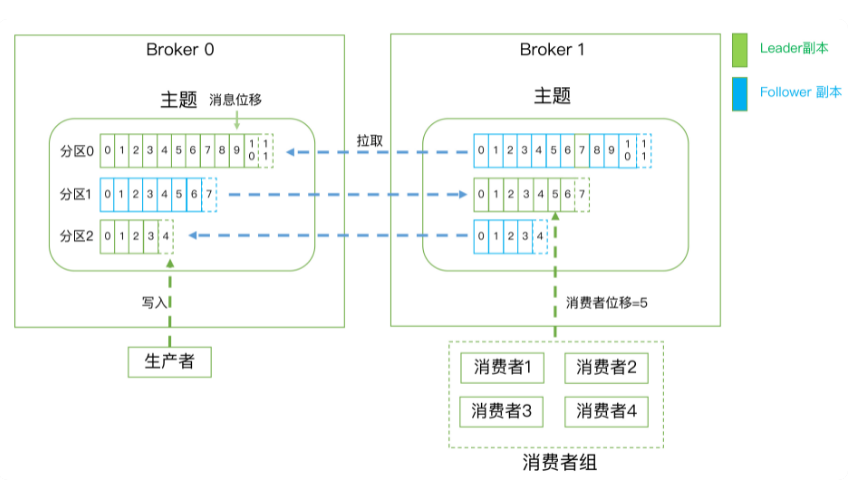 Broker 0
Broker 1
Leader副本
Follower 副本
主题
消息位移
主题
分区0
0 1 2 3 4 5 6 7 8 9 10 11
拉取
0 1 2 3 4 5 6 7 8 9 10 11
分区1
0 1 2 3 4 5 6 7
0 1 2 3 4 5 6 7
分区2
0 1 2 3 4
0 1 2 3 4
写入
消费者位移=5
生产者
消费者1
消费者2
消费者3
消费者4
消费者组